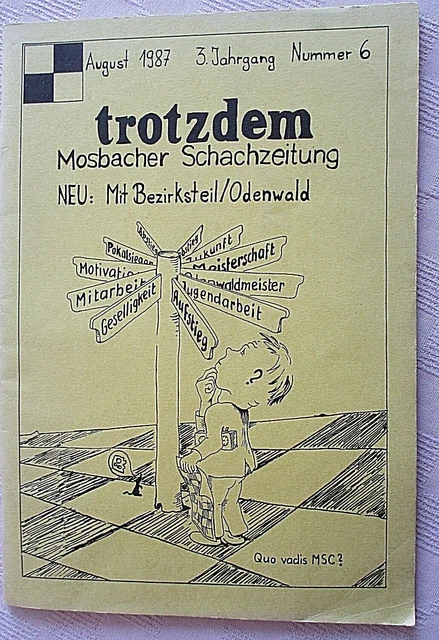 August 1987 3. Jahrgang Nummer 6
trotzdem
Mosbacher Schachzeitung
NEU: Mit Bezirksteil/Odenwald
Zukunft
Pokalsieger
Meisterschaft
Motivation
Odenwaldmeister
Mitarbeit
Jugendarbeit
Geselligkeit
Aufstieg
?
Quo vadis MSC?